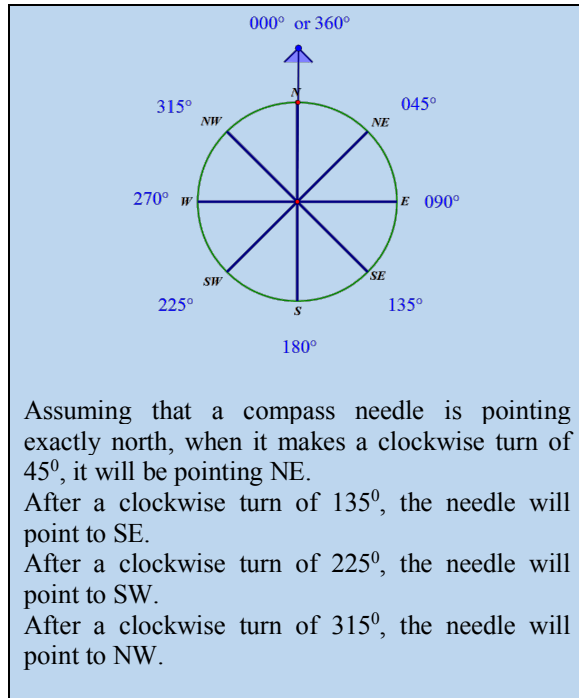 000° or 360°
N
315°
045°
NW
NE
270°
W
E
090°
SW
SE
225°
S
135°
180°
Assuming that a compass needle is pointing
exactly north, when it makes a clockwise turn of
45⁰, it will be pointing NE.
After a clockwise turn of 135⁰, the needle will
point to SE.
After a clockwise turn of 225⁰, the needle will
point to SW.
After a clockwise turn of 315⁰, the needle will
point to NW.